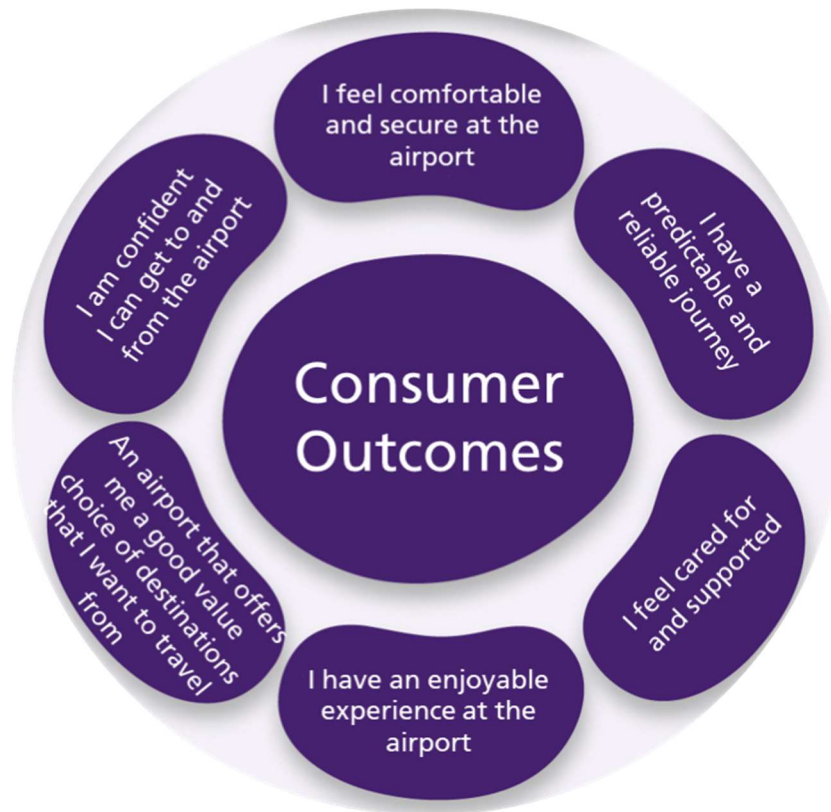 I feel comfortable
and secure at the
airport
I have a
predictable and
reliable journey
I feel cared for
and supported
I have an enjoyable
experience at the
airport
An airport that offers
me a good value
choice of destinations
that I want to travel
from
I am confident
I can get to and
from the airport
Consumer
Outcomes